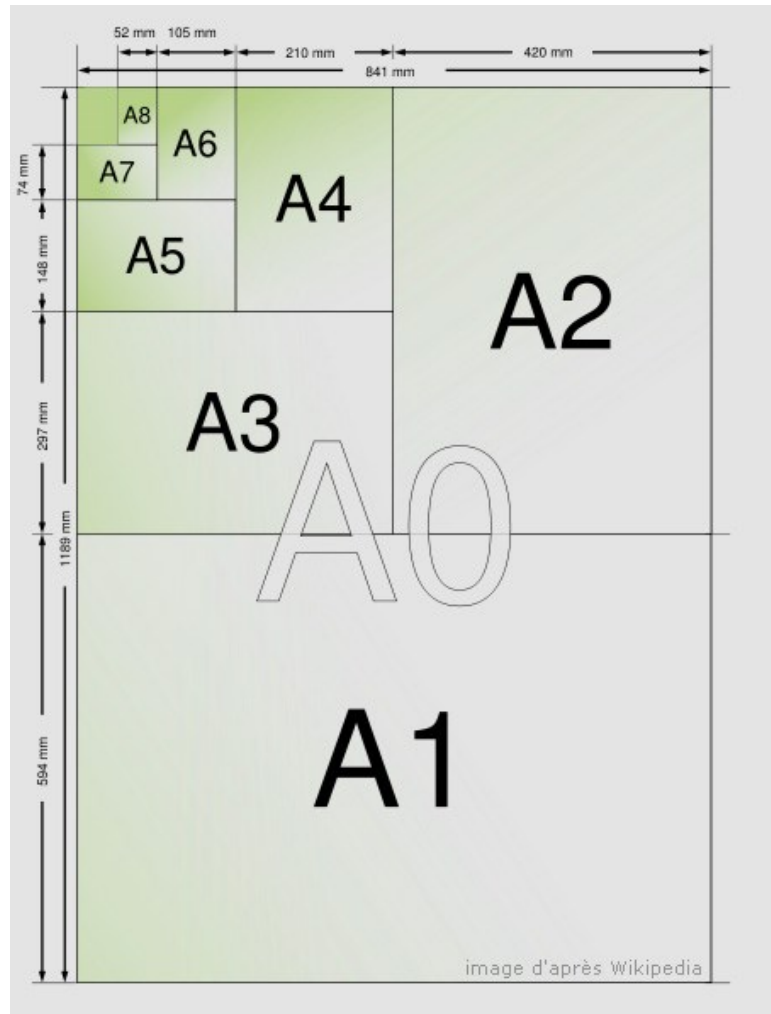 52 mm 105 mm
210 mm
420 mm
841 mm
A8
A6
A7
74 mm
A4
A5
148 mm
A2
A3
297 mm
A0
1189 mm
A1
594 mm
image d'après Wikipedia